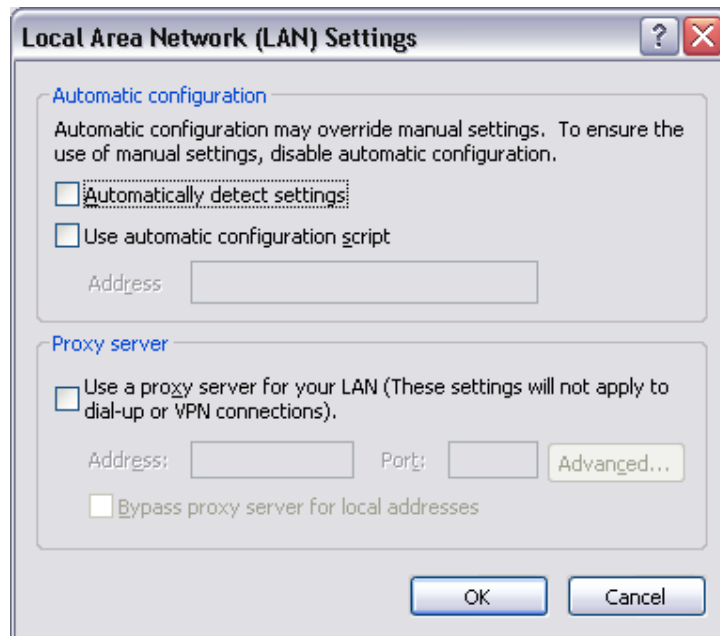 Local Area Network (LAN) Settings
?
Automatic configuration
Automatic configuration may override manual settings. To ensure the
use of manual settings, disable automatic configuration.
Automatically detect settings
Use automatic configuration script
Address
Proxy server
Use a proxy server for your LAN (These settings will not apply to
dial-up or VPN connections).
Address: Port: Advanced...
Bypass proxy server for local addresses
OK Cancel